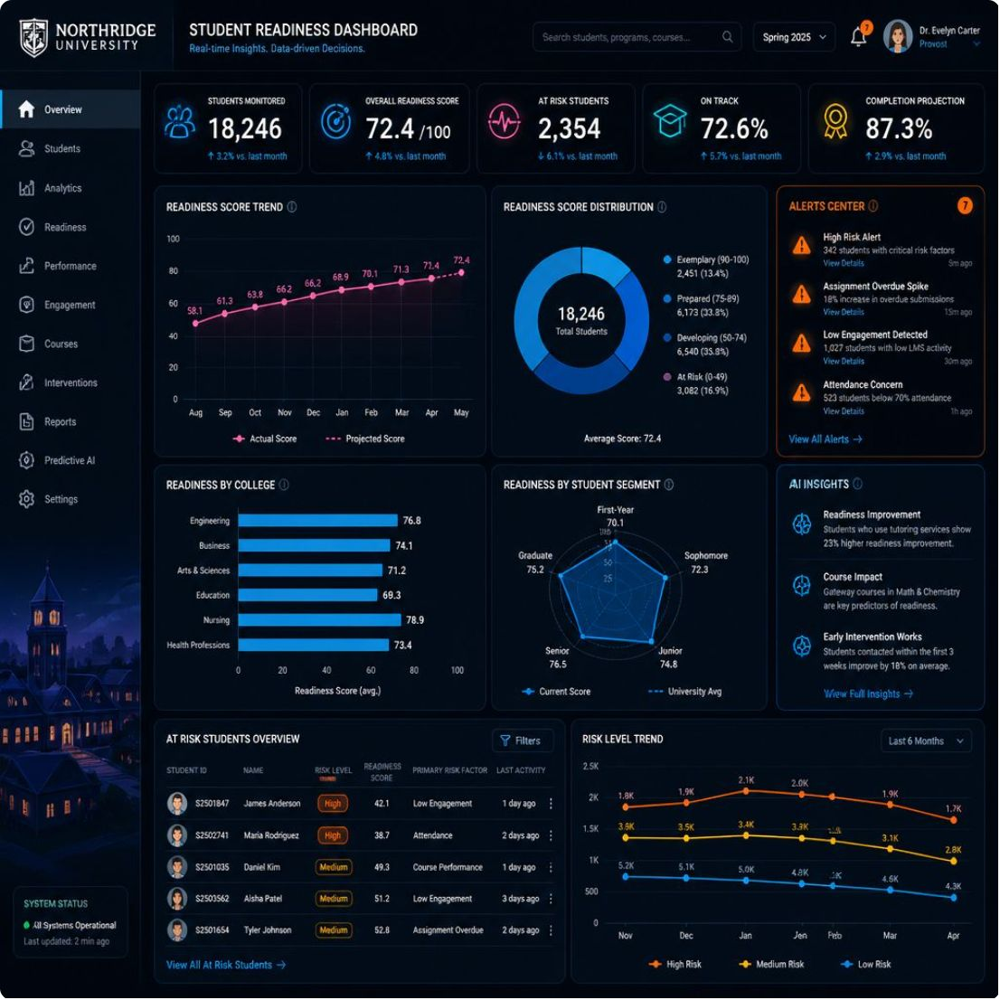 NORTHRIDGE
UNIVERSITY
STUDENT READINESS DASHBOARD
Real-time Insights. Data-driven Decisions.
Search students, programs, courses...
Spring 2025
7
Dr. Evelyn Carter
Provost
Overview
Students
Analytics
Readiness
Performance
Engagement
Courses
Interventions
Reports
Predictive AI
Settings
SYSTEM STATUS
All Systems Operational
Last updated: 2 min ago
STUDENTS MONITORED
18,246
↑ 3.2% vs. last month
OVERALL READINESS SCORE
72.4 /100
↑ 4.8% vs. last month
AT RISK STUDENTS
2,354
↓ 6.1% vs. last month
ON TRACK
72.6%
↑ 5.7% vs. last month
COMPLETION PROJECTION
87.3%
↑ 2.9% vs. last month
READINESS SCORE TREND
100
80
60
40
20
0
58.1 61.3 63.8 66.2 66.2 68.9 70.1 71.3 71.4 72.4
Aug Sep Oct Nov Dec Jan Feb Mar Apr May
Actual Score Projected Score
READINESS SCORE DISTRIBUTION
18,246
Total Students
Exemplary (90-100)
2,451 (13.4%)
Prepared (75-89)
6,173 (33.8%)
Developing (50-74)
6,540 (35.8%)
At Risk (0-49)
3,082 (16.9%)
Average Score: 72.4
ALERTS CENTER
7
High Risk Alert
342 students with critical risk factors
View Details 5m ago
Assignment Overdue Spike
18% increase in overdue submissions
View Details 15m ago
Low Engagement Detected
1,027 students with low LMS activity
View Details 30m ago
Attendance Concern
523 students below 70% attendance
View Details 1h ago
View All Alerts →
READINESS BY COLLEGE
Engineering 76.8
Business 74.1
Arts & Sciences 71.2
Education 69.3
Nursing 78.9
Health Professions 73.4
0 20 40 60 80 100
Readiness Score (avg.)
READINESS BY STUDENT SEGMENT
First-Year
70.1
50
25
Graduate
75.2
Sophomore
72.3
Senior
76.5
Junior
74.8
Current Score University Avg
AI INSIGHTS
Readiness Improvement
Students who use tutoring services show
23% higher readiness improvement.
Course Impact
Gateway courses in Math & Chemistry
are key predictors of readiness.
Early Intervention Works
Students contacted within the first 3
weeks improve by 18% on average.
View Full Insights →
AT RISK STUDENTS OVERVIEW
Filters
STUDENT ID NAME RISK LEVEL READINESS SCORE PRIMARY RISK FACTOR LAST ACTIVITY
S2501847 James Anderson High 42.1 Low Engagement 1 day ago
S2502741 Maria Rodriguez High 38.7 Attendance 2 days ago
S2501035 Daniel Kim Medium 49.3 Course Performance 1 day ago
S2503562 Aisha Patel Medium 51.2 Low Engagement 3 days ago
S2501654 Tyler Johnson Medium 52.8 Assignment Overdue 2 days ago
View All At Risk Students →
RISK LEVEL TREND
Last 6 Months
2.5K
2K
1.5K
1K
500
0
1.8K 1.9K 2.1K 2.0K 1.9K 1.7K
3.5K 3.4K 3.1K 2.8K
5.2K 5.1K 5.0K 4.8K 4.6K 4.3K
Nov Dec Jan Jen Feb Mar Apr
High Risk Medium Risk Low Risk